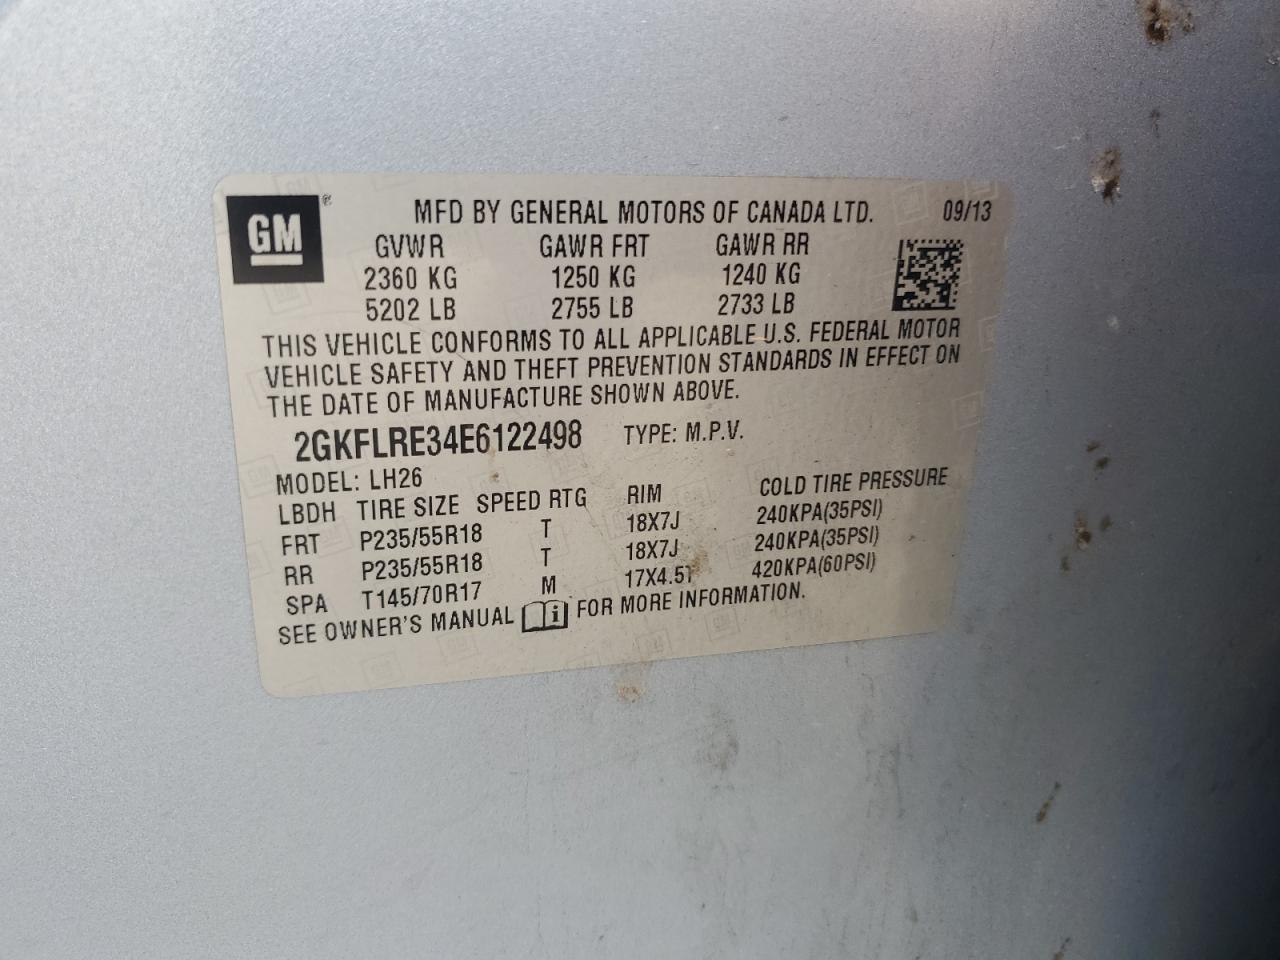 GM ®
MFD BY GENERAL MOTORS OF CANADA LTD. 09/13
GVWR GAWR FRT GAWR RR
2360 KG 1250 KG 1240 KG
5202 LB 2755 LB 2733 LB
THIS VEHICLE CONFORMS TO ALL APPLICABLE U.S. FEDERAL MOTOR
VEHICLE SAFETY AND THEFT PREVENTION STANDARDS IN EFFECT ON
THE DATE OF MANUFACTURE SHOWN ABOVE.
2GKFLRE34E6122498 TYPE: M.P.V.
MODEL: LH26
LBDH TIRE SIZE SPEED RTG RIM COLD TIRE PRESSURE
FRT P235/55R18 T 18X7J 240KPA(35PSI)
RR P235/55R18 T 18X7J 240KPA(35PSI)
SPA T145/70R17 M 17X4.5T 420KPA(60PSI)
SEE OWNER'S MANUAL i FOR MORE INFORMATION.